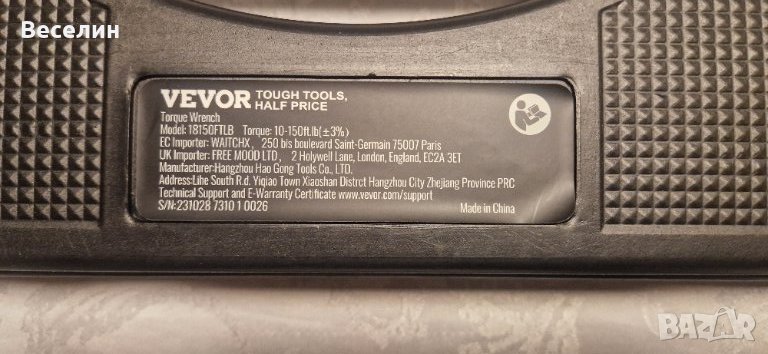 Веселин
VEVOR TOUGH TOOLS, HALF PRICE
Torque Wrench
Model: 18150FTLB Torque: 10-150ft.lb(±3%)
EC Importer: WAITCHX, 250 bis boulevard Saint-Germain 75007 Paris
UK Importer: FREE MOOD LTD, 2 Holywell Lane, London, England, EC2A 3ET
Manufacturer:Hangzhou Hao Gong Tools Co., LTD.
Address:Lihe South R.d. Yiqiao Town Xiaoshan Distrct Hangzhou City Zhejiang Province PRC
Technical Support and E-Warranty Certificate www.vevor.com/support
S/N:231028 7310 1 0026 Made in China
BAZAR